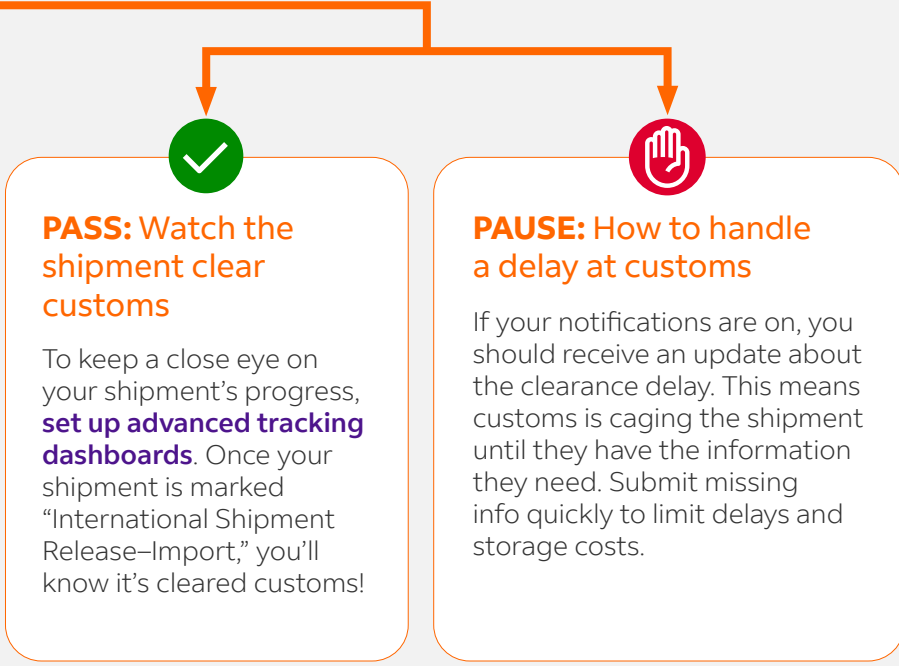 PASS: Watch the
shipment clear
customs
To keep a close eye on
your shipment’s progress,
set up advanced tracking
dashboards. Once your
shipment is marked
“International Shipment
Release–Import,” you’ll
know it’s cleared customs!
PAUSE: How to handle
a delay at customs
If your notifications are on, you
should receive an update about
the clearance delay. This means
customs is caging the shipment
until they have the information
they need. Submit missing
info quickly to limit delays and
storage costs.